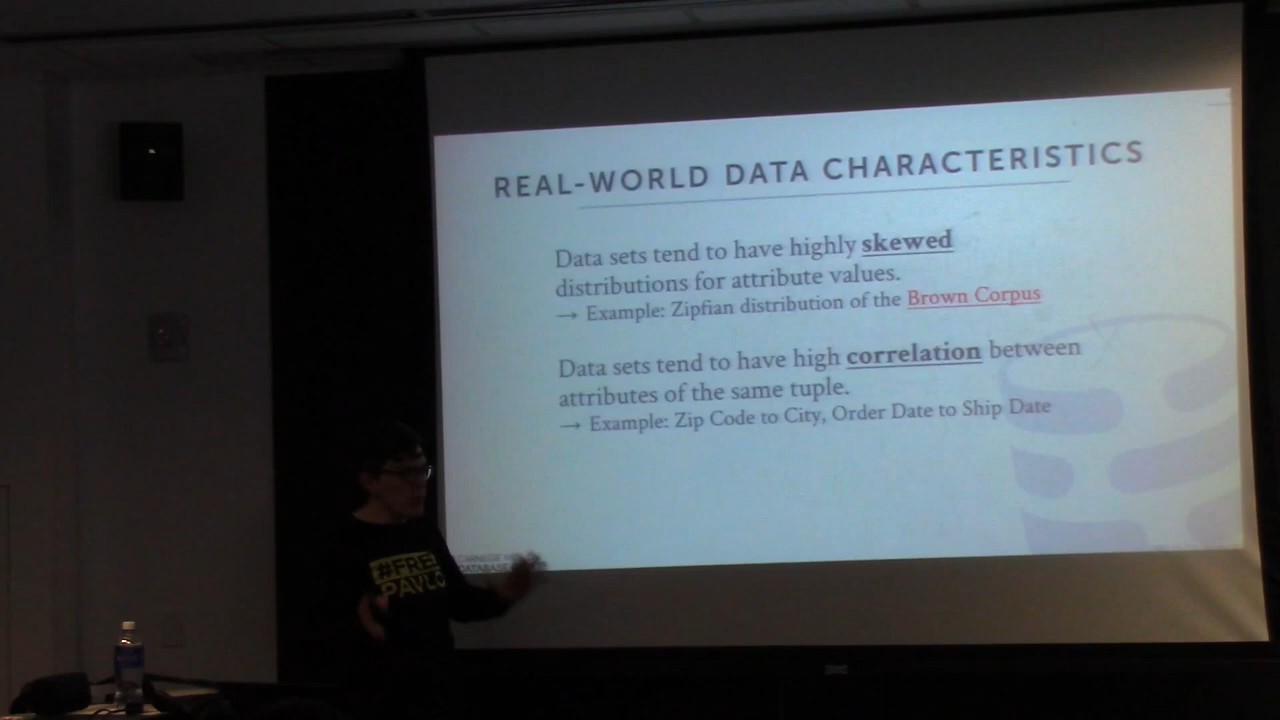 REAL-WORLD DATA CHARACTERISTICS
Data sets tend to have highly skewed
distributions for attribute values.
→ Example: Zipfian distribution of the Brown Corpus
Data sets tend to have high correlation between
attributes of the same tuple.
→ Example: Zip Code to City, Order Date to Ship Date
#FREE
PAVLO
DATABASE